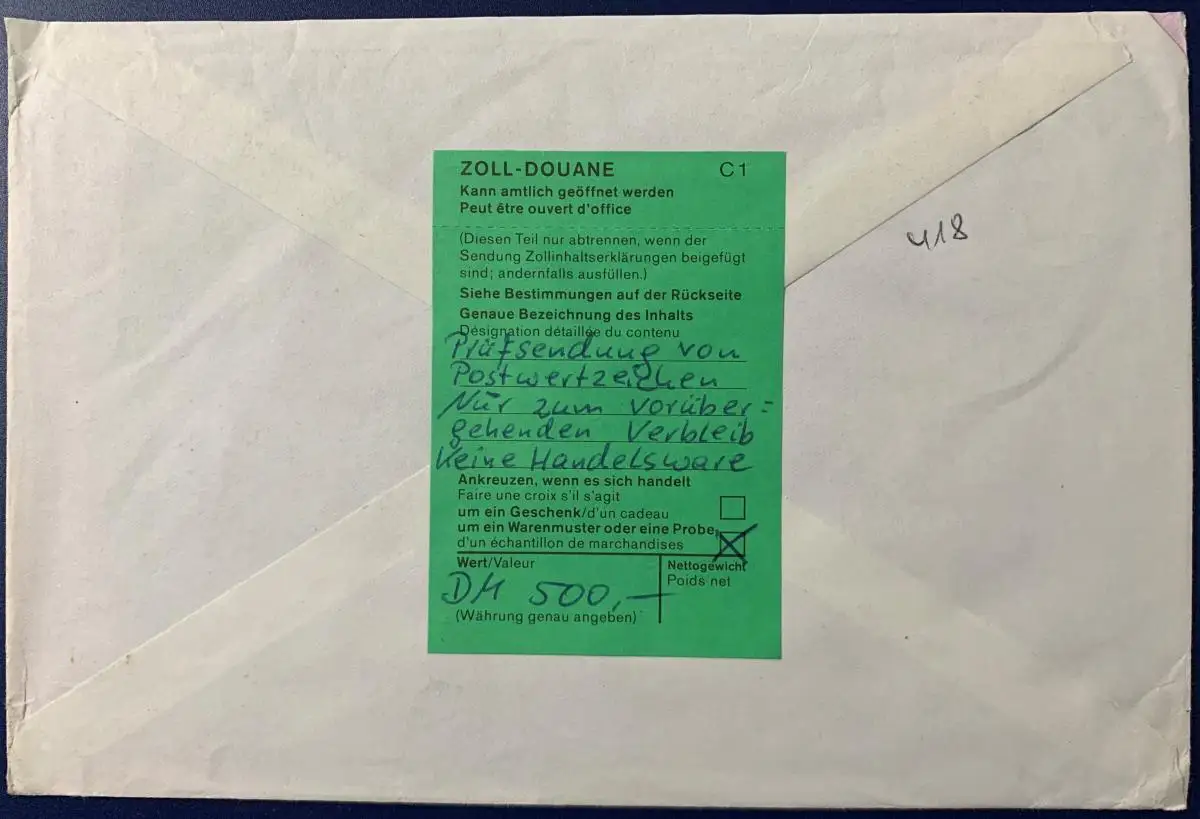 ZOLL-DOUANE C1
Kann amtlich geöffnet werden
Peut être ouvert d'office
(Diesen Teil nur abtrennen, wenn der
Sendung Zollinhaltserklärungen beigefügt
sind; andernfalls ausfüllen.)
Siehe Bestimmungen auf der Rückseite
Genaue Bezeichnung des Inhalts
Désignation détaillée du contenu
Prüfsendung von
Postwertzeichen
Nur zum vorüber=
gehenden Verbleib
Keine Handelsware
Ankreuzen, wenn es sich handelt
Faire une croix s'il s'agit
um ein Geschenk/d'un cadeau
um ein Warenmuster oder eine Probe,
d'un échantillon de marchandises
Wert/Valeur
Nettogewicht
Poids net
DM 500,—
(Währung genau angeben)
418